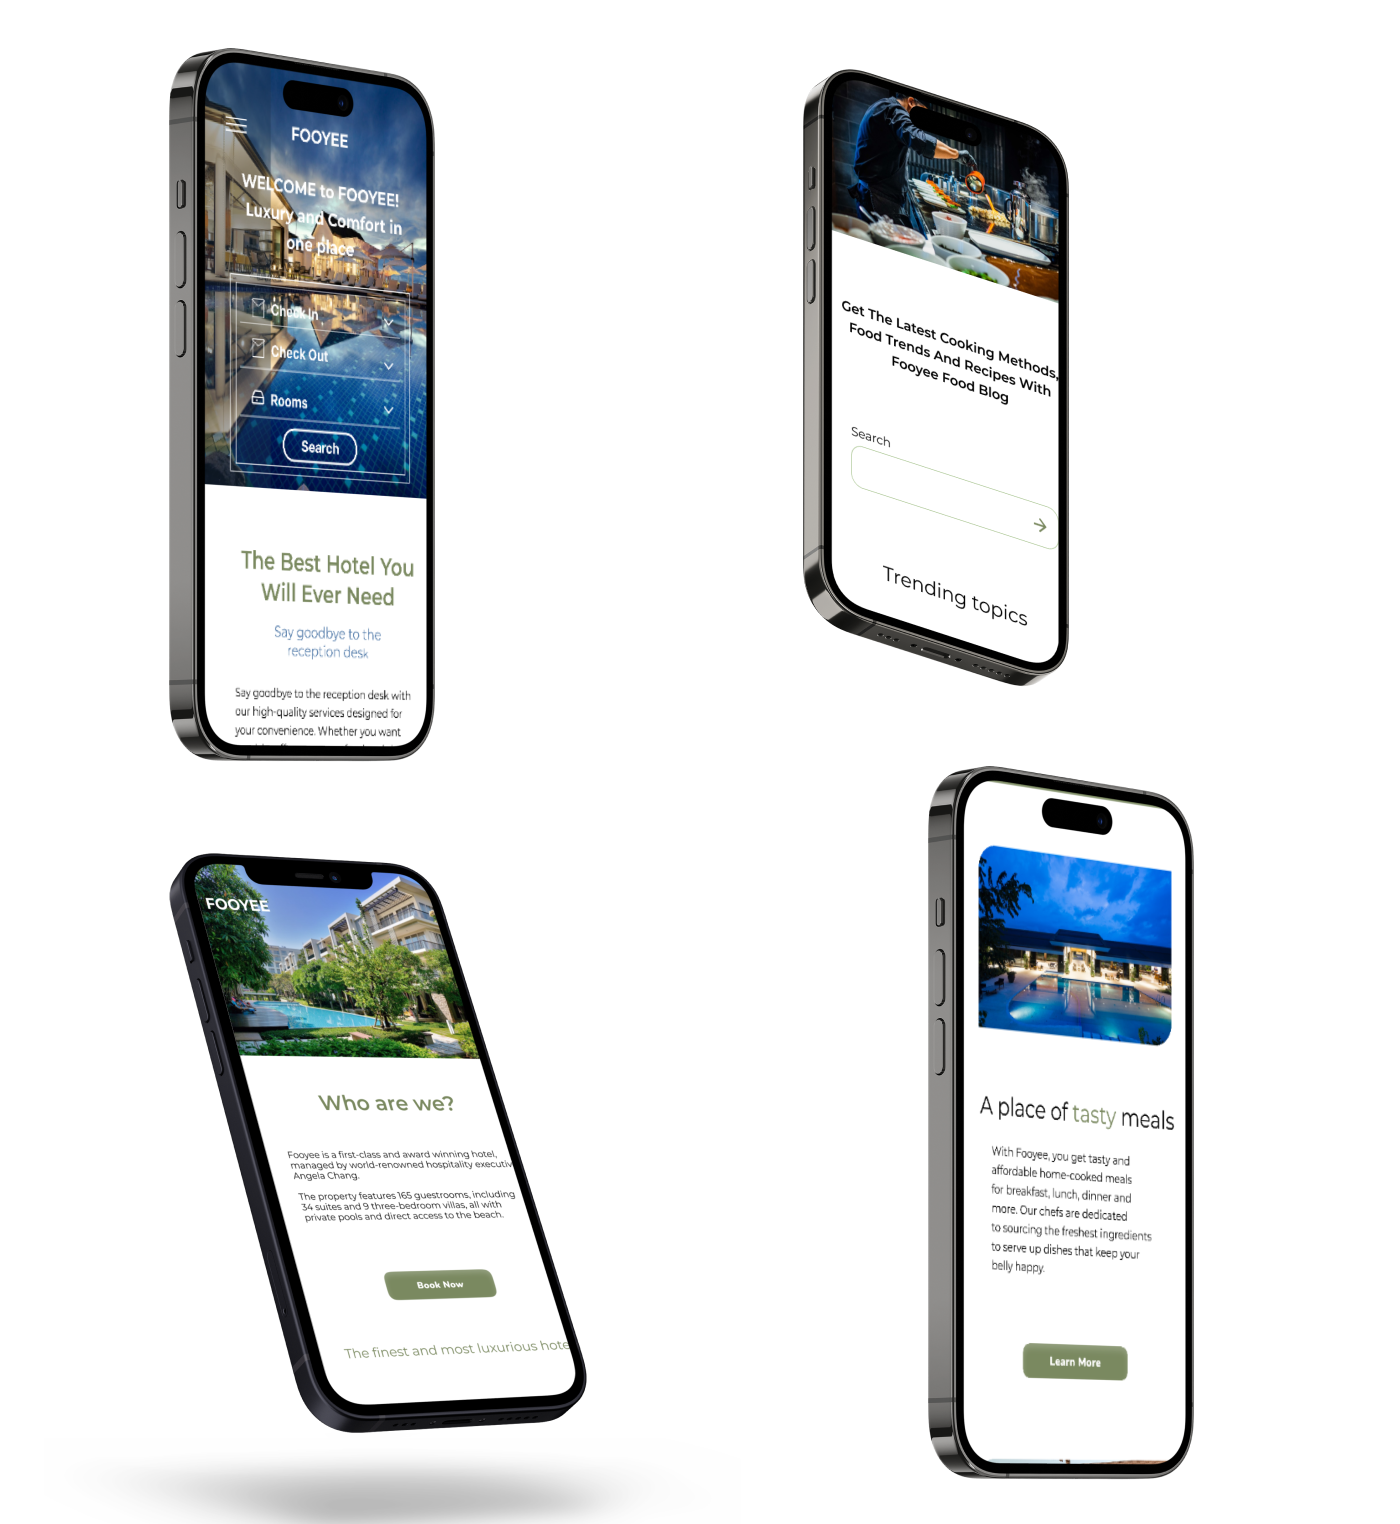 FOOYEE
WELCOME to FOOYEE!
Luxury and Comfort in
one place
Check In
Check Out
Rooms
Search
The Best Hotel You
Will Ever Need
Say goodbye to the
reception desk
Say goodbye to the reception desk with
our high-quality services designed for
your convenience. Whether you want
Get The Latest Cooking Methods,
Food Trends And Recipes With
Fooyee Food Blog
Search
Trending topics
FOOYEE
Who are we?
Fooyee is a first-class and award winning hotel,
managed by world-renowned hospitality executiv
Angela Chang.
The property features 165 guestrooms, including
34 suites and 9 three-bedroom villas, all with
private pools and direct access to the beach.
Book Now
The finest and most luxurious hote
A place of tasty meals
With Fooyee, you get tasty and
affordable home-cooked meals
for breakfast, lunch, dinner and
more. Our chefs are dedicated
to sourcing the freshest ingredients
to serve up dishes that keep your
belly happy.
Learn More